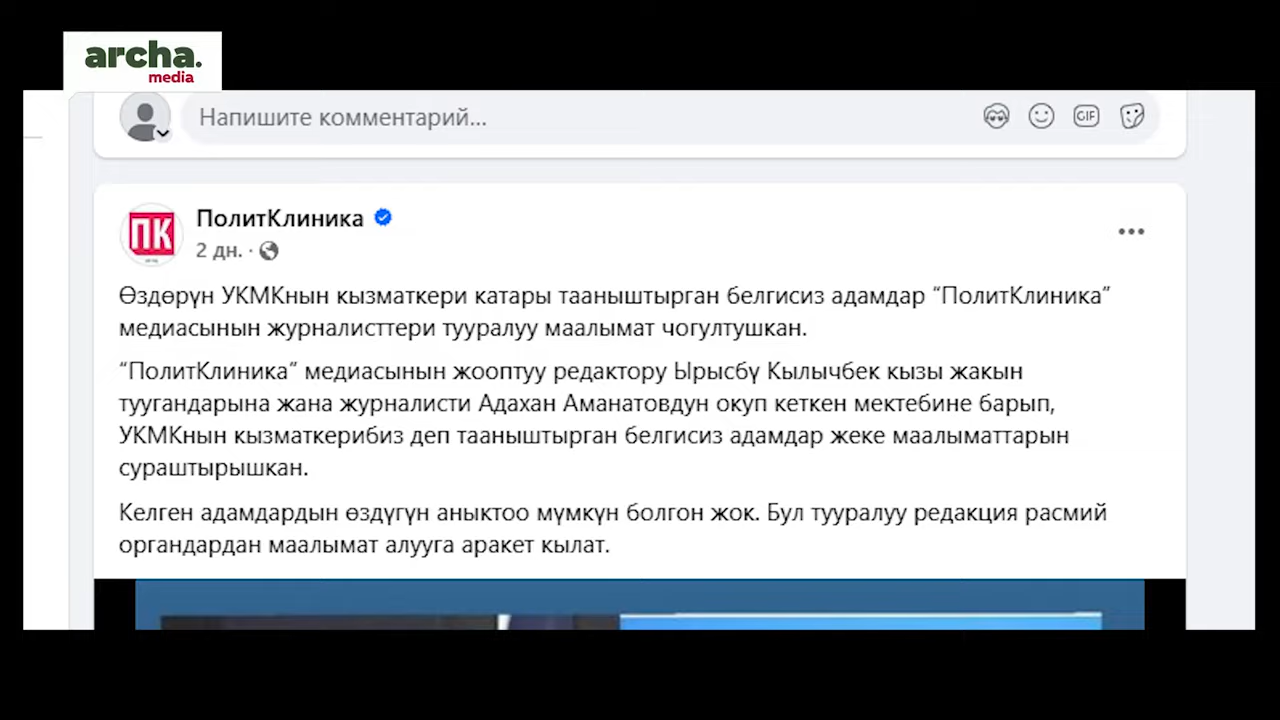 archa.
media
Напишите комментарий...
GIF
ПолитКлиника
2 дн. ·
ПК
Өздөрүн УКМКнын кызматкери катары тааныштырган белгисиз адамдар “ПолитКлиника”
медиасынын журналисттери тууралуу маалымат чогултушкан.
“ПолитКлиника” медиасынын жооптуу редактору Ырысбү Кылычбек кызы жакын
туугандарына жана журналисти Адахан Аманатовдун окуп кеткен мектебине барып,
УКМКнын кызматкерибиз деп тааныштырган белгисиз адамдар жеке маалыматтарын
сураштырышкан.
Келген адамдардын өздүгүн аныктоо мүмкүн болгон жок. Бул тууралуу редакция расмий
органдардан маалымат алууга аракет кылат.